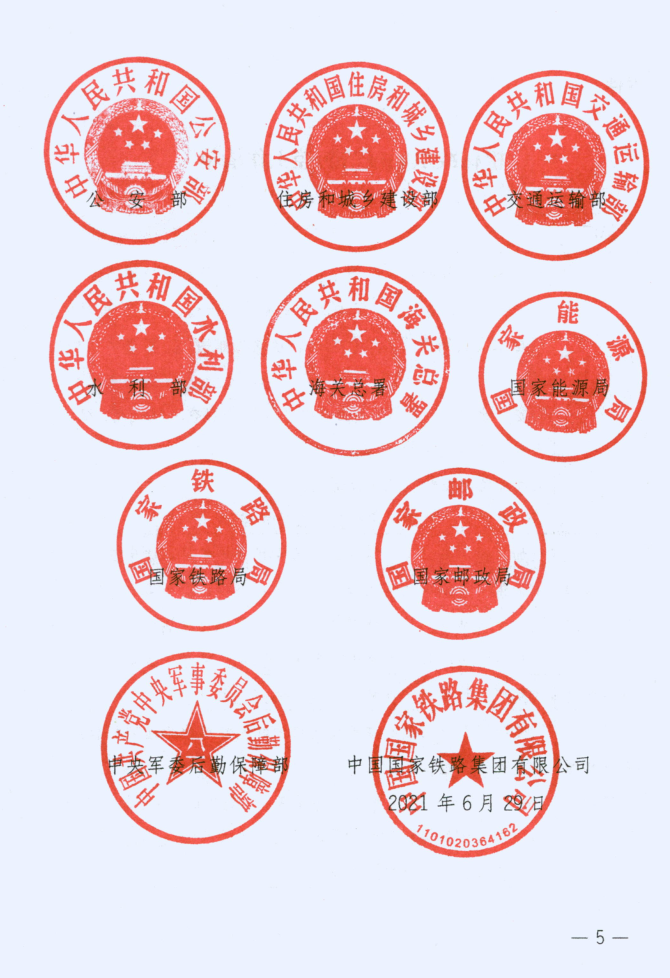 中华人民共和国公安部
公安部
中华人民共和国住房和城乡建设部
住房和城乡建设部
中华人民共和国交通运输部
交通运输部
中华人民共和国水利部
水利部
中华人民共和国海关总署
海关总署
国家能源局
国家能源局
国家铁路局
国家铁路局
国家邮政局
国家邮政局
中国共产党中央军事委员会后勤保障部
八一
中央军委后勤保障部
中国国家铁路集团有限公司
中国国家铁路集团有限公司
2021年6月29日
1101020364162
— 5 —